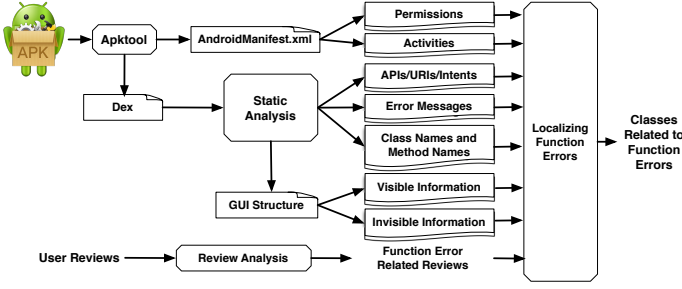 APK
Apktool
AndroidManifest.xml
Permissions
Activities
Dex
Static
Analysis
APIs/URIs/Intents
Error Messages
Class Names and
Method Names
GUI Structure
Visible Information
Invisible Information
User Reviews
Review Analysis
Function Error
Related Reviews
Localizing
Function
Errors
Classes
Related to
Function
Errors